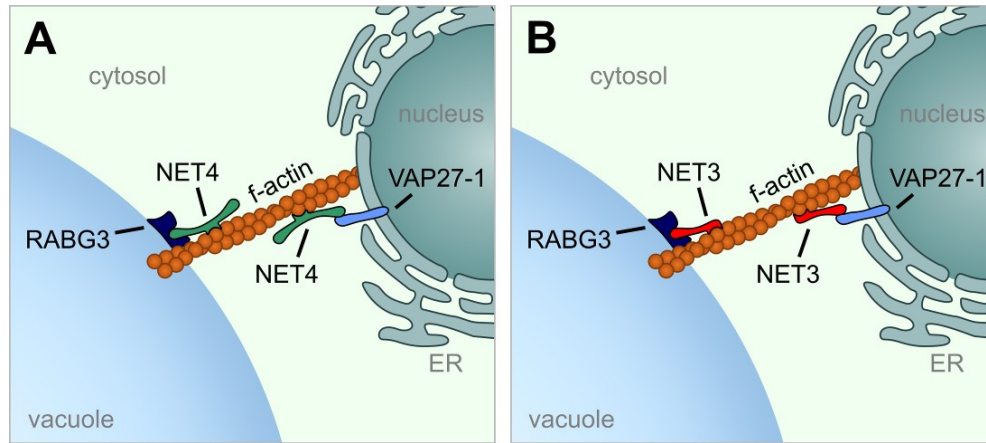 A
cytosol
nucleus
NET4
f-actin
VAP27-1
RABG3
NET4
ER
vacuole
B
cytosol
nucleus
NET3
f-actin
VAP27-1
RABG3
NET3
ER
vacuole